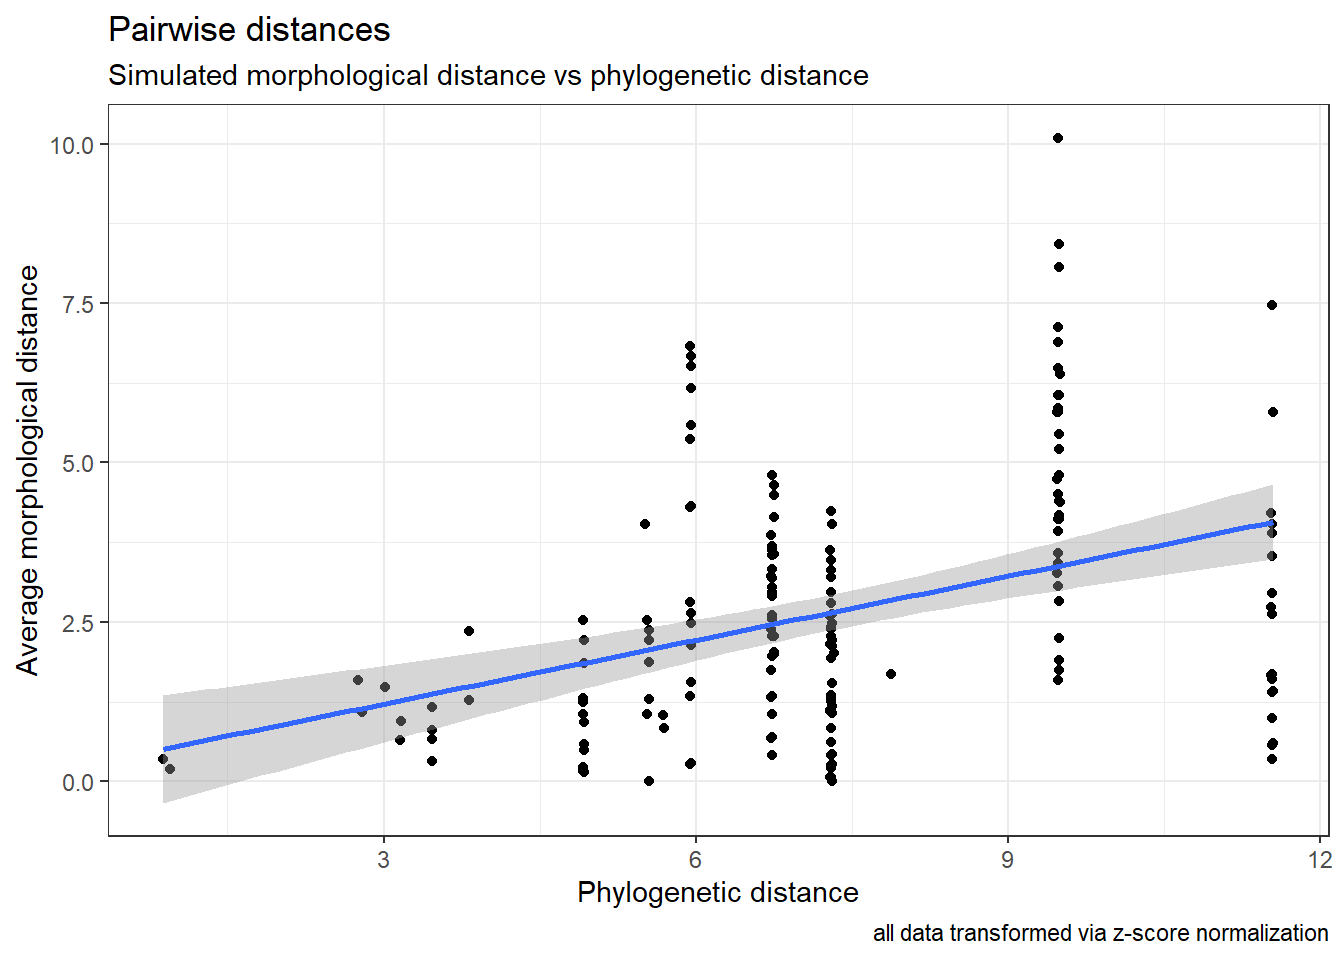 Pairwise distances
Simulated morphological distance vs phylogenetic distance
Average morphological distance
10.0
7.5
5.0
2.5
0.0
3 6 9 12
Phylogenetic distance
all data transformed via z-score normalization